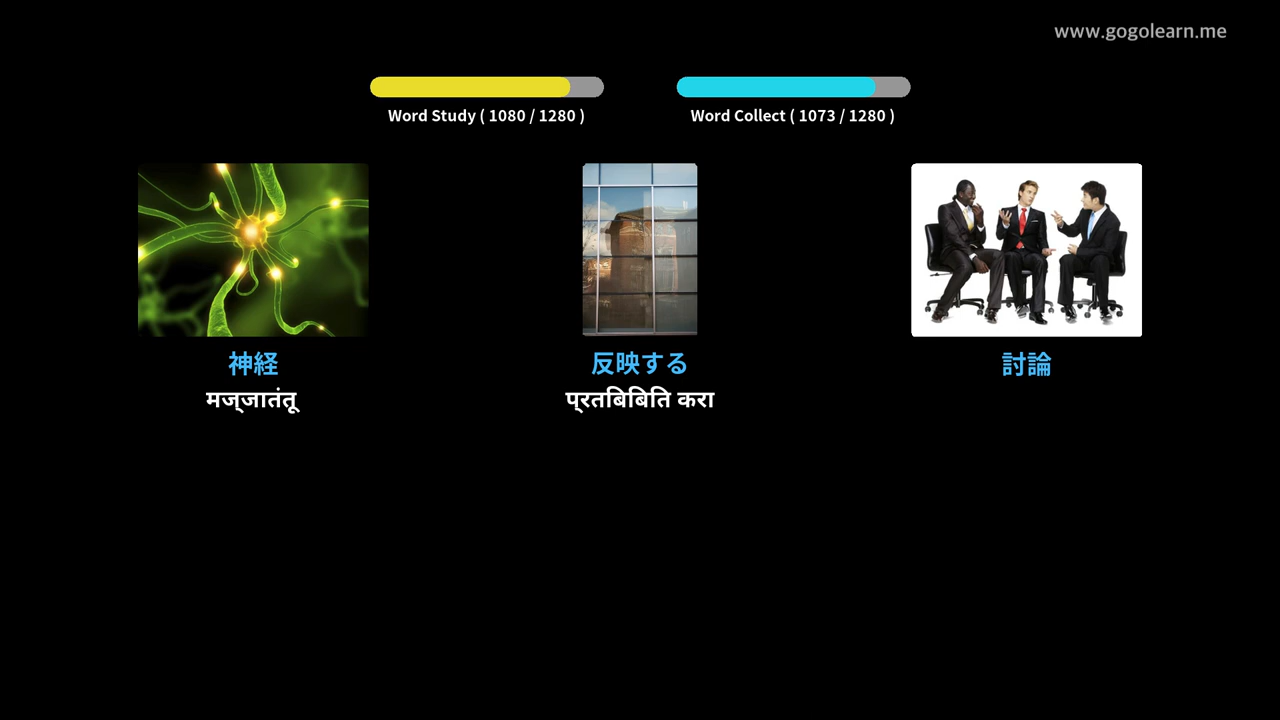 www.gogolearn.me
Word Study ( 1080 / 1280 )
Word Collect ( 1073 / 1280 )
神経
反映する
討論
मज्जातंतू
प्रतबिबिति करा